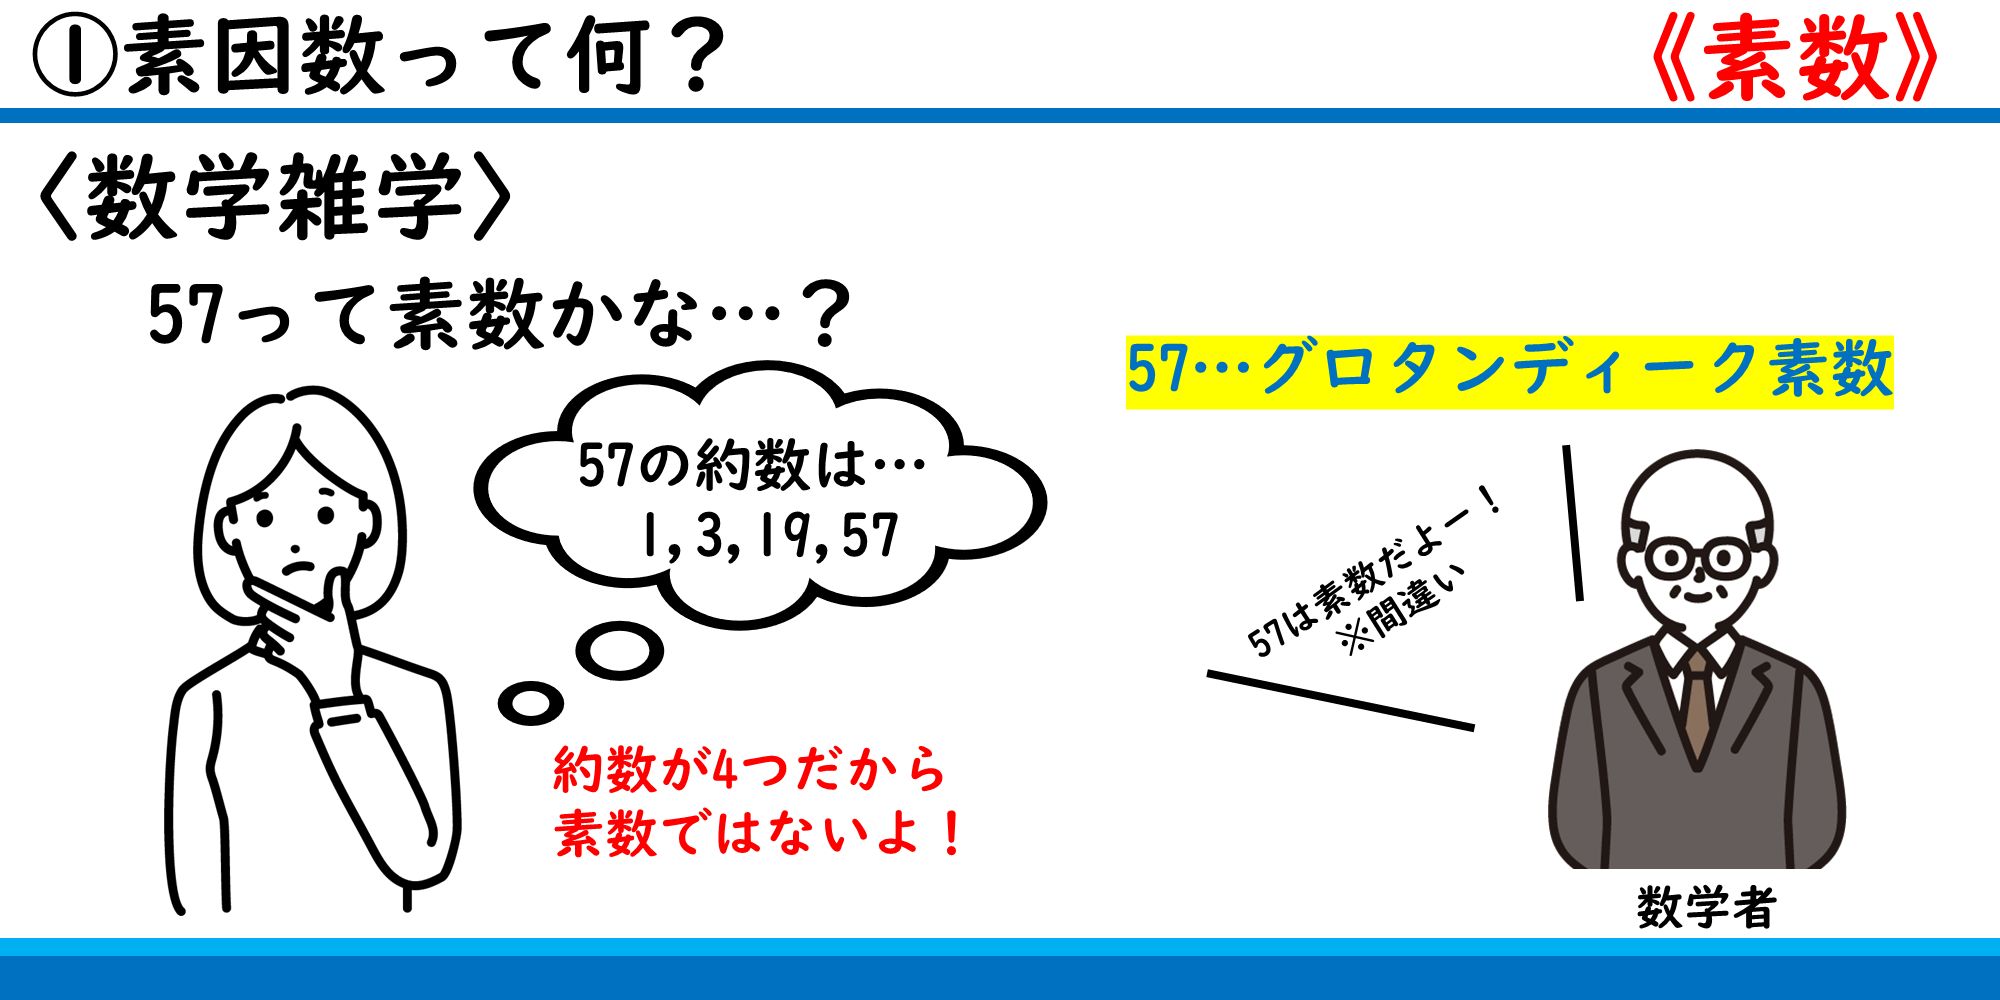 ①素因数って何？
《素数》
〈数学雑学〉
57って素数かな…？
57の約数は…
1,3,19,57
約数が4つだから
素数ではないよ！
57…グロタンディーク素数
57は素数だよー！
※間違い
数学者